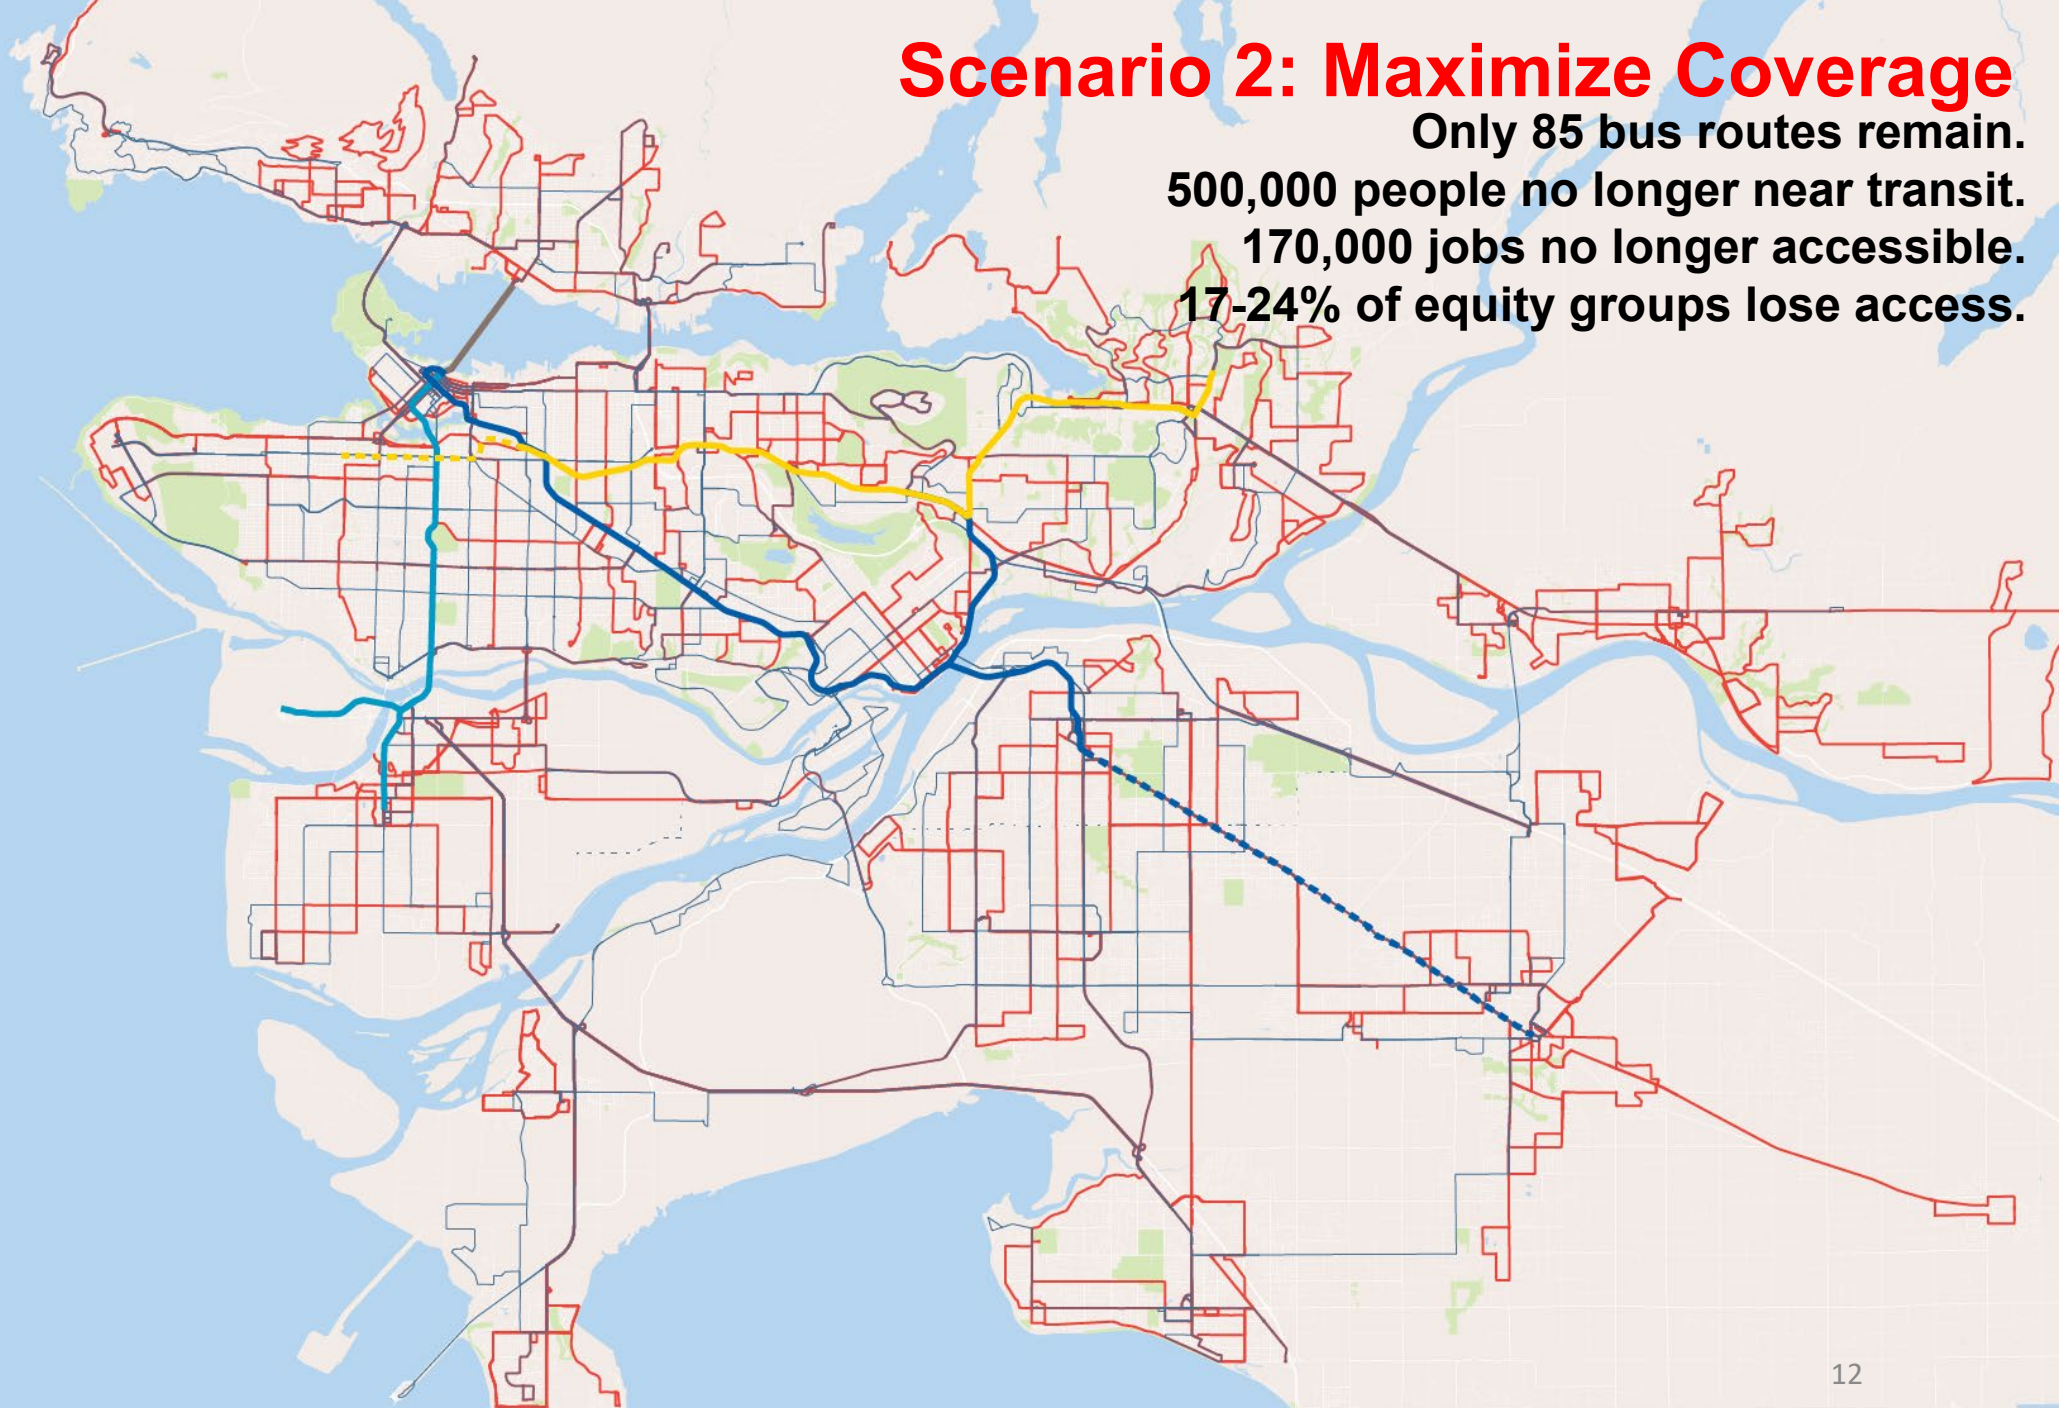 Scenario 2: Maximize Coverage
Only 85 bus routes remain.
500,000 people no longer near transit.
170,000 jobs no longer accessible.
17-24% of equity groups lose access.
12